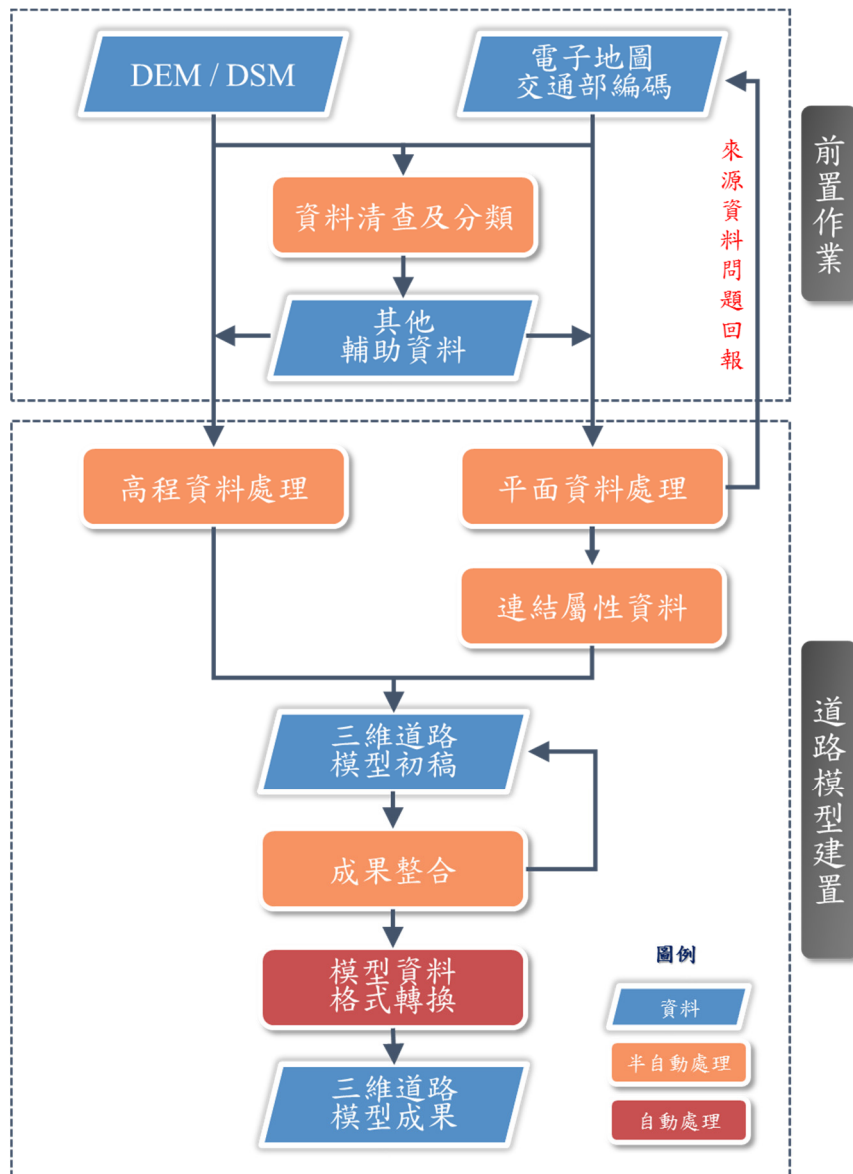 DEM / DSM
電子地圖
交通部編碼
來源資料問題回報
前置作業
資料清查及分類
其他
輔助資料
高程資料處理
平面資料處理
連結屬性資料
三維道路
模型初稿
道路模型建置
成果整合
模型資料
格式轉換
三維道路
模型成果
圖例
資料
半自動處理
自動處理